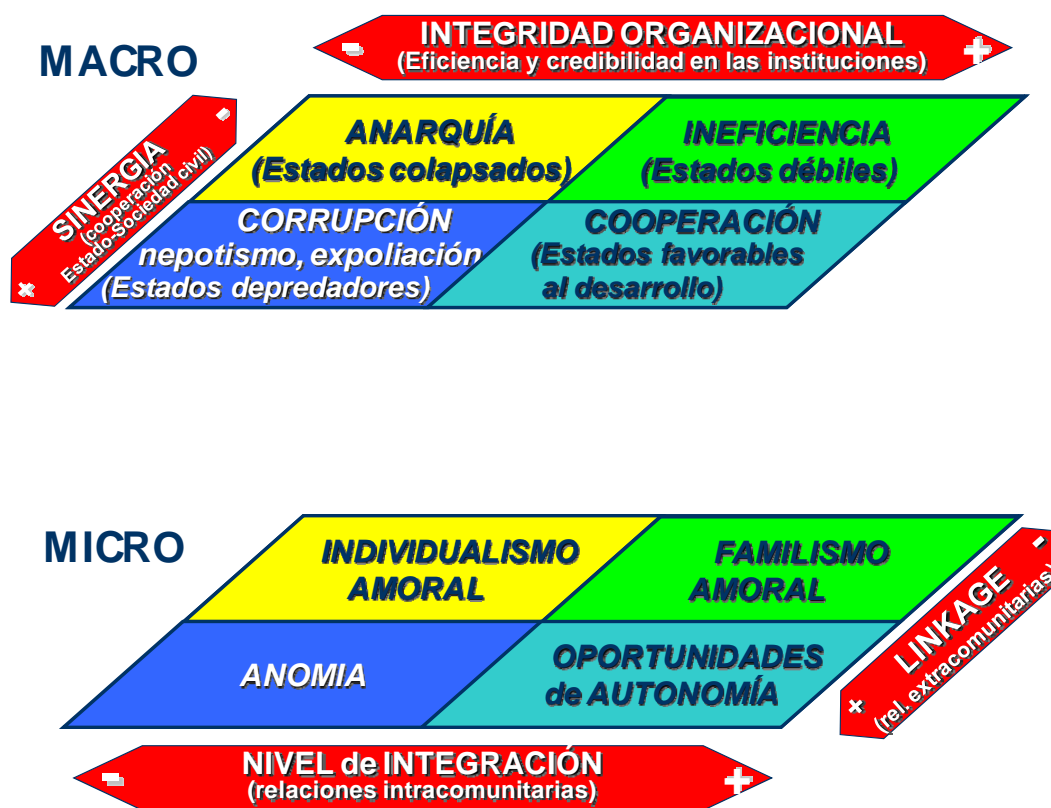 MACRO
- INTEGRIDAD ORGANIZACIONAL +
(Eficiencia y credibilidad en las instituciones)
-
SINERGIA
(cooperación
Estado-Sociedad civil)
+
ANARQUÍA
(Estados colapsados)
INEFICIENCIA
(Estados débiles)
CORRUPCIÓN
nepotismo, expoliación
(Estados depredadores)
COOPERACIÓN
(Estados favorables
al desarrollo)
MICRO
INDIVIDUALISMO
AMORAL
FAMILISMO
AMORAL
ANOMIA
OPORTUNIDADES
de AUTONOMÍA
-
LINKAGE
(rel. extracomunitarias)
+
- NIVEL de INTEGRACIÓN +
(relaciones intracomunitarias)